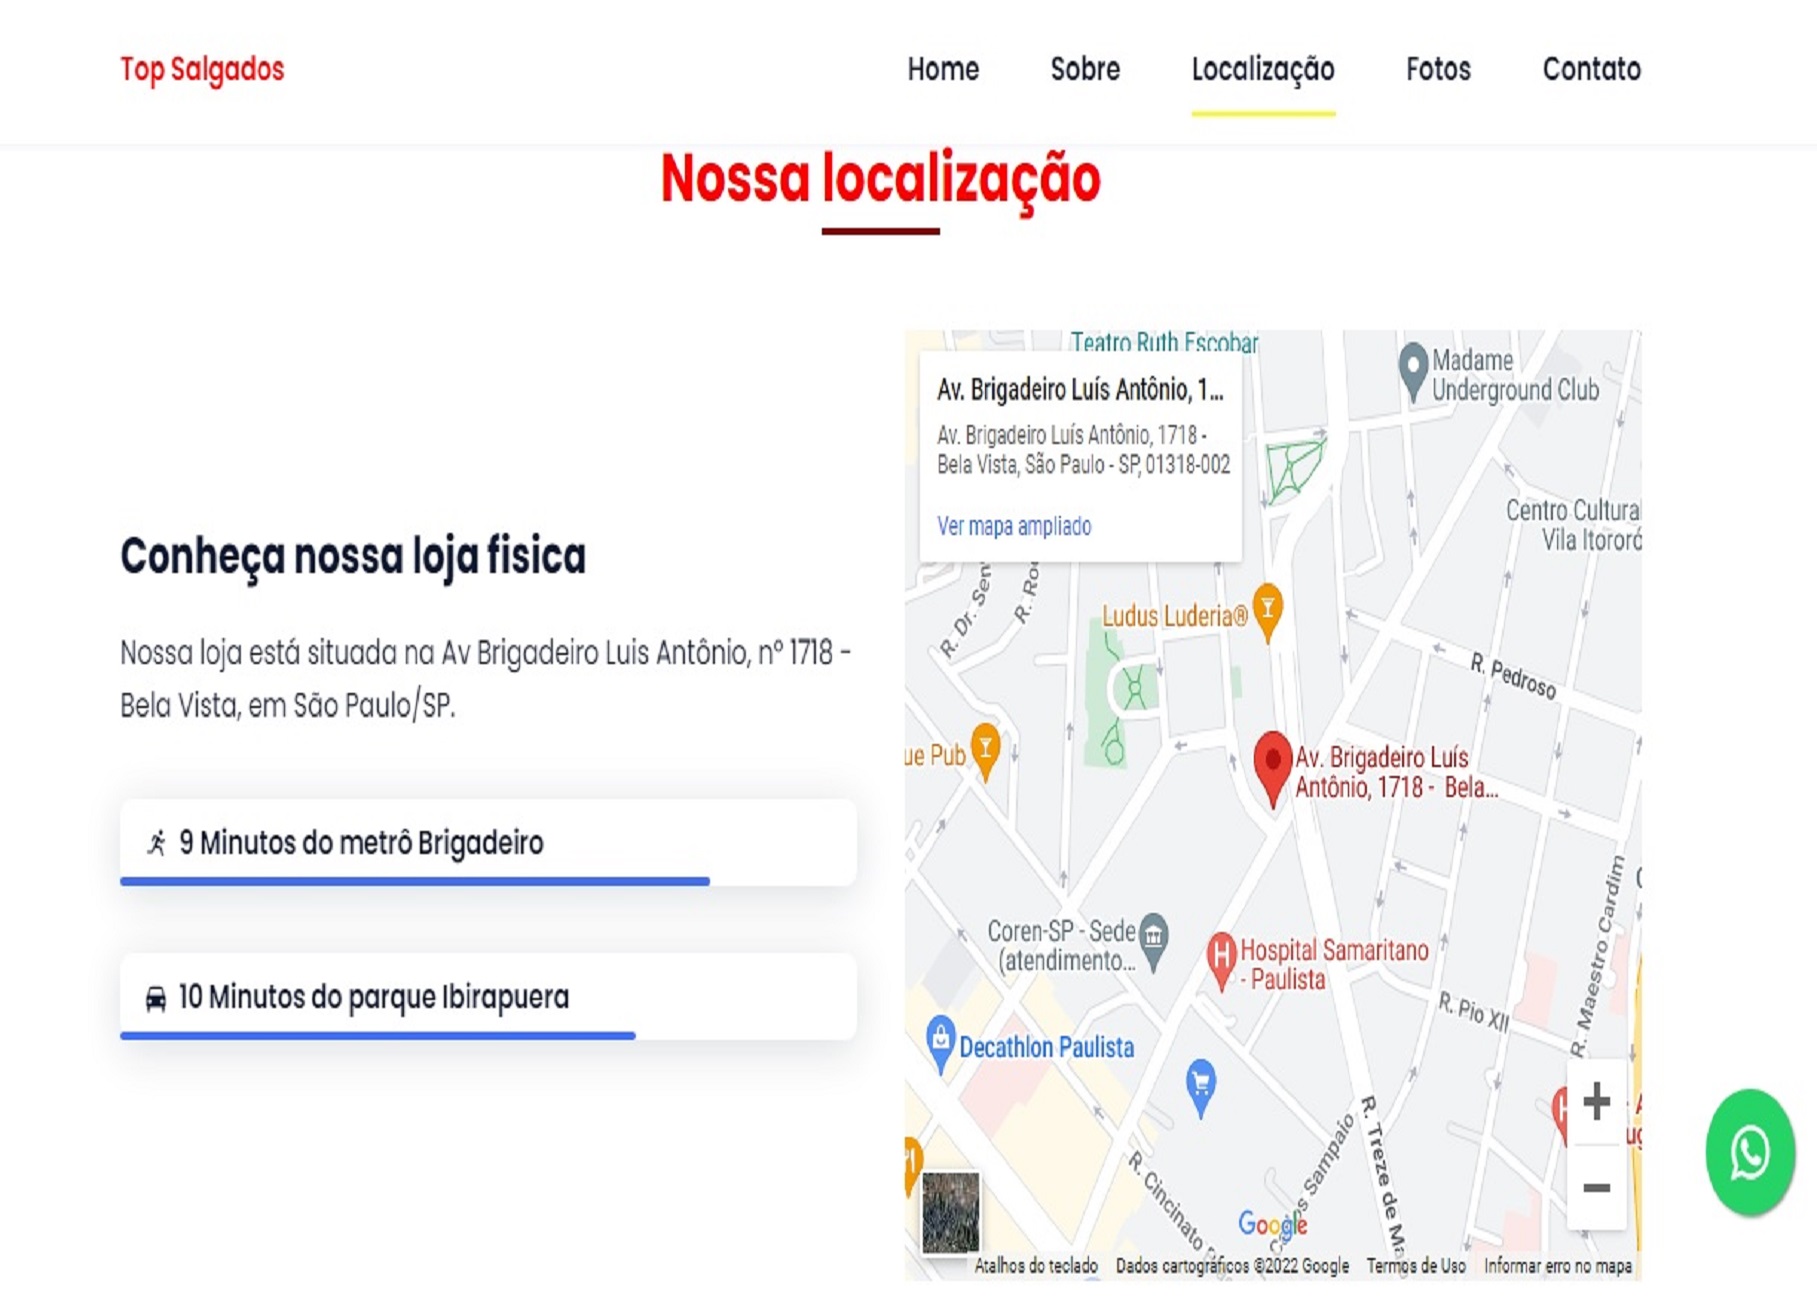 Top Salgados
Home
Sobre
Localização
Fotos
Contato
Nossa localização
Conheça nossa loja fisica
Nossa loja está situada na Av Brigadeiro Luis Antônio, nº 1718 -
Bela Vista, em São Paulo/SP.
9 Minutos do metrô Brigadeiro
10 Minutos do parque Ibirapuera
Teatro Ruth Escobar
Av. Brigadeiro Luís Antônio, 1...
Av. Brigadeiro Luís Antônio, 1718 -
Bela Vista, São Paulo - SP, 01318-002
Ver mapa ampliado
Madame
Underground Club
Centro Cultural
Vila Itororó
R. Dr. Sen
R. Roc
Ludus Luderia®
R. Pedroso
ue Pub
Av. Brigadeiro Luís
Antônio, 1718 - Bela...
Coren-SP - Sede
(atendimento...
Hospital Samaritano
- Paulista
R. Maestro Cardim
R. Pio XII
Decathlon Paulista
R. Cincinato
s Sampaio
R. Treze de Ma
Google
Atalhos do teclado
Dados cartográficos ©2022 Google
Termos de Uso
Informar erro no mapa